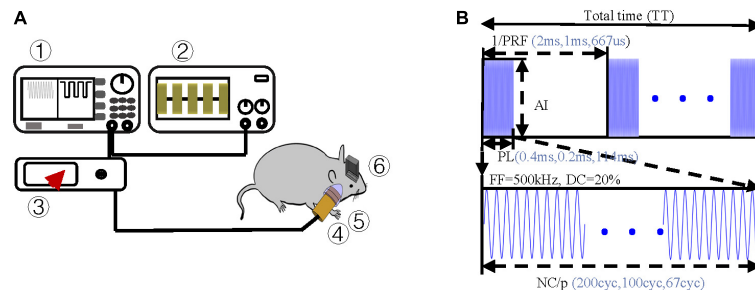 A
①
②
③
④
⑤
⑥
B
Total time (TT)
1/PRF (2ms,1ms,667us)
AI
PL(0.4ms,0.2ms,114ms)
FF=500kHz, DC=20%
NC/p (200cyc,100cyc,67cyc)